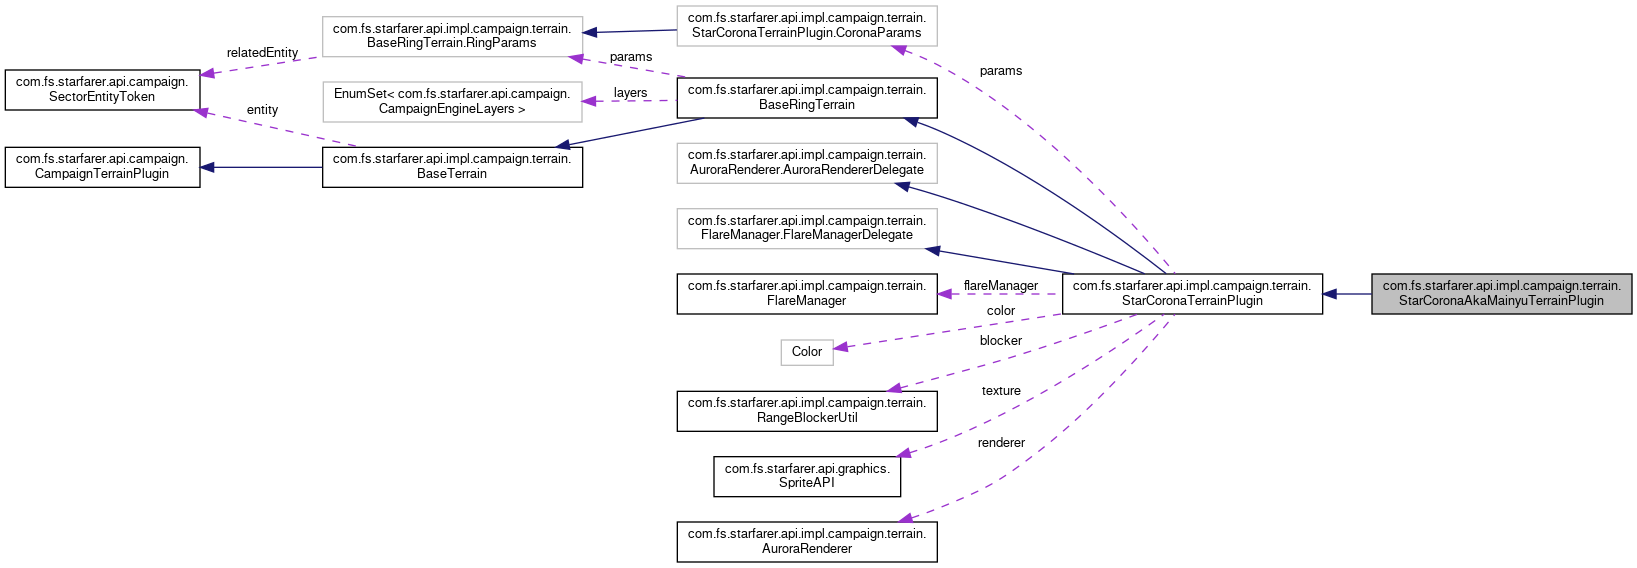 com.fs.starfarer.api.impl.campaign.terrain.
StarCoronaTerrainPlugin.CoronaParams
com.fs.starfarer.api.impl.campaign.terrain.
BaseRingTerrain.RingParams
relatedEntity
params
params
com.fs.starfarer.api.campaign.
SectorEntityToken
EnumSet< com.fs.starfarer.api.campaign.
CampaignEngineLayers >
layers
com.fs.starfarer.api.impl.campaign.terrain.
BaseRingTerrain
entity
com.fs.starfarer.api.campaign.
CampaignTerrainPlugin
com.fs.starfarer.api.impl.campaign.terrain.
BaseTerrain
com.fs.starfarer.api.impl.campaign.terrain.
AuroraRenderer.AuroraRendererDelegate
com.fs.starfarer.api.impl.campaign.terrain.
FlareManager.FlareManagerDelegate
com.fs.starfarer.api.impl.campaign.terrain.
FlareManager
flareManager
com.fs.starfarer.api.impl.campaign.terrain.
StarCoronaTerrainPlugin
com.fs.starfarer.api.impl.campaign.terrain.
StarCoronaAkaMainyuTerrainPlugin
color
Color
blocker
com.fs.starfarer.api.impl.campaign.terrain.
RangeBlockerUtil
texture
com.fs.starfarer.api.graphics.
SpriteAPI
renderer
com.fs.starfarer.api.impl.campaign.terrain.
AuroraRenderer